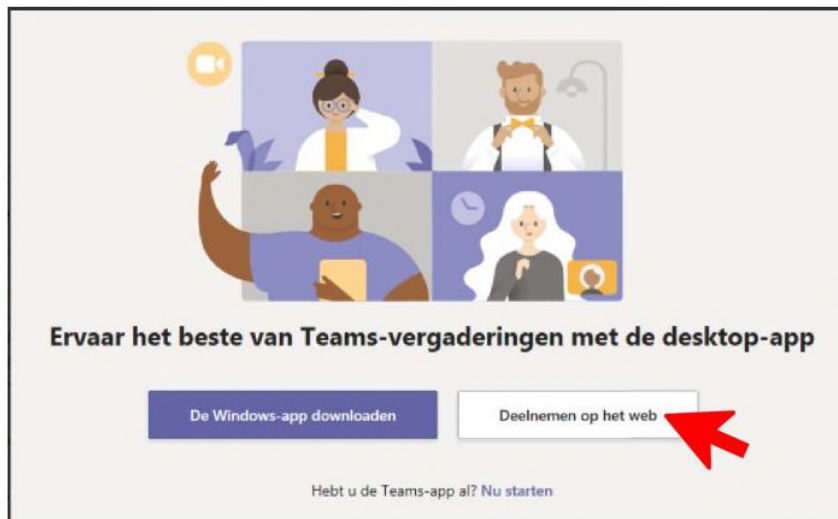 Ervaar het beste van Teams-vergaderingen met de desktop-app
De Windows-app downloaden
Deelnemen op het web
Hebt u de Teams-app al? Nu starten